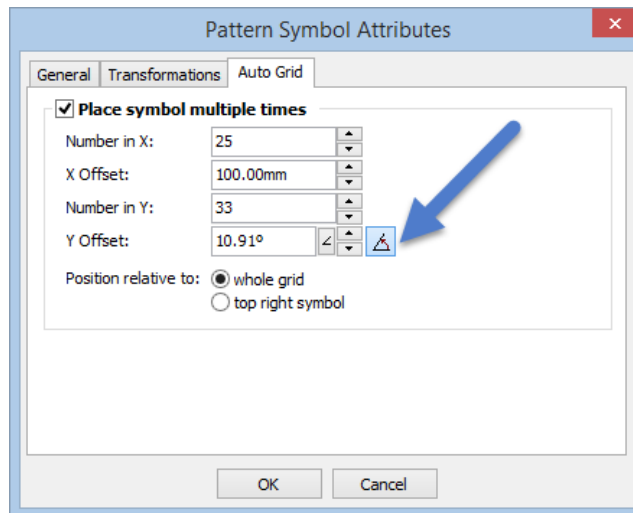 Pattern Symbol Attributes
General Transformations Auto Grid
Place symbol multiple times
Number in X: 25
X Offset: 100.00mm
Number in Y: 33
Y Offset: 10.91º
Position relative to: whole grid
top right symbol
OK Cancel